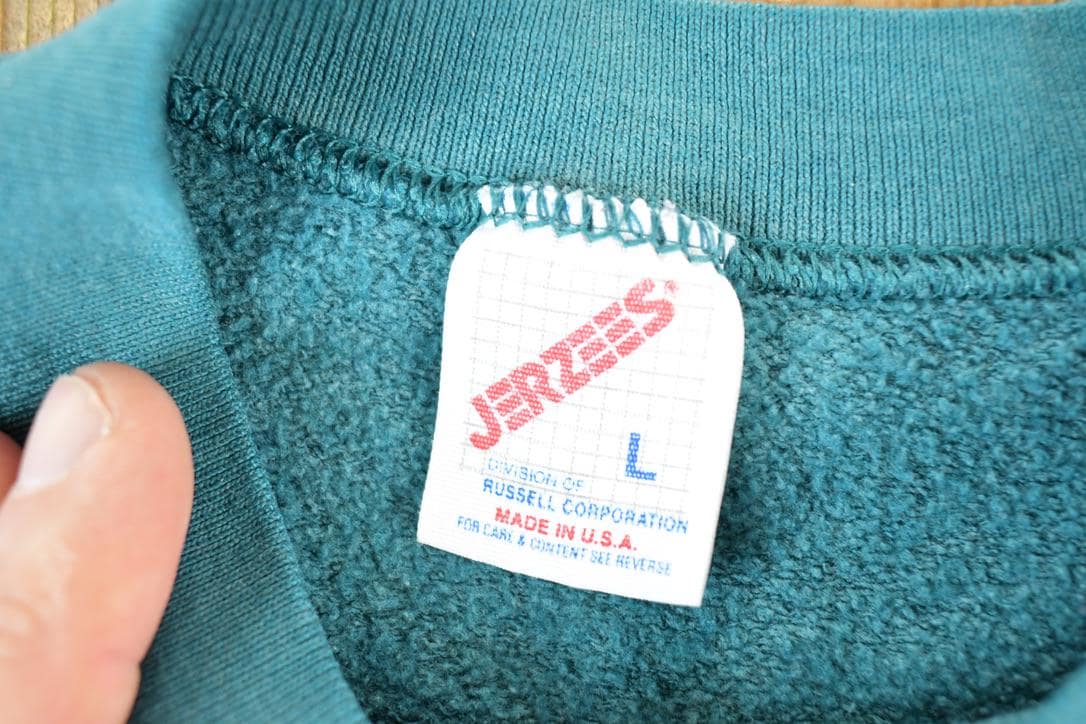 JERZEES®
L
DIVISION OF
RUSSELL CORPORATION
MADE IN U.S.A.
FOR CARE & CONTENT SEE REVERSE